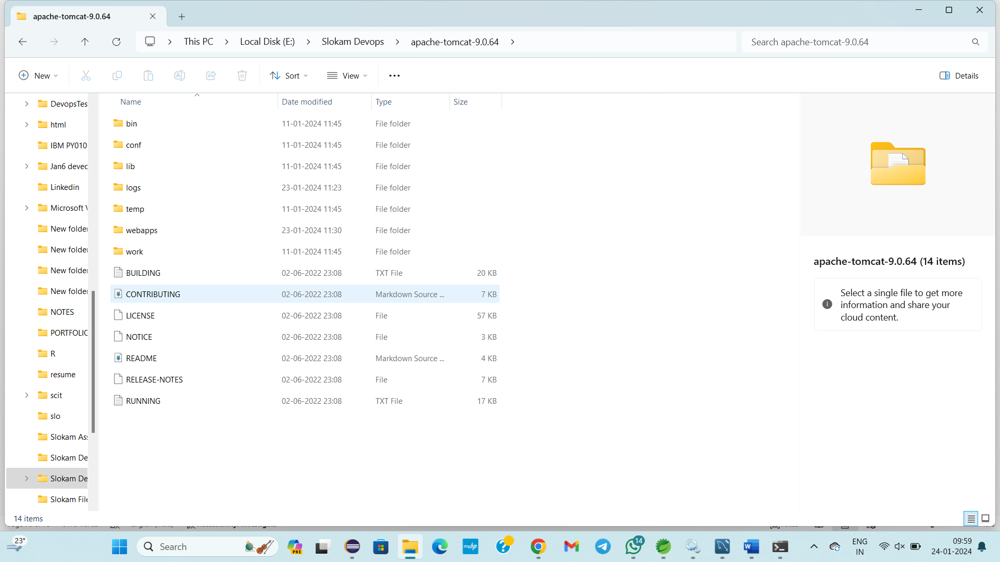 apache-tomcat-9.0.64
This PC
Local Disk (E:)
Slokam Devops
apache-tomcat-9.0.64
Search apache-tomcat-9.0.64
New
Sort
View
Details
DevopsTes
html
IBM PY010
Jan6 devec
Linkedin
Microsoft V
New folder
New folder
New folder
New folder
NOTES
PORTFOLIO
R
resume
scit
slo
Slokam Ass
Slokam De
Slokam De
Slokam File
Name Date modified Type Size
bin 11-01-2024 11:45 File folder
conf 11-01-2024 11:45 File folder
lib 11-01-2024 11:45 File folder
logs 23-01-2024 11:23 File folder
temp 11-01-2024 11:45 File folder
webapps 23-01-2024 11:30 File folder
work 11-01-2024 11:45 File folder
BUILDING 02-06-2022 23:08 TXT File 20 KB
CONTRIBUTING 02-06-2022 23:08 Markdown Source ... 7 KB
LICENSE 02-06-2022 23:08 File 57 KB
NOTICE 02-06-2022 23:08 File 3 KB
README 02-06-2022 23:08 Markdown Source ... 4 KB
RELEASE-NOTES 02-06-2022 23:08 File 7 KB
RUNNING 02-06-2022 23:08 TXT File 17 KB
apache-tomcat-9.0.64 (14 items)
Select a single file to get more
information and share your
cloud content.
14 items
23°
Search
PRE
myhp
14
ENG
IN
09:59
24-01-2024